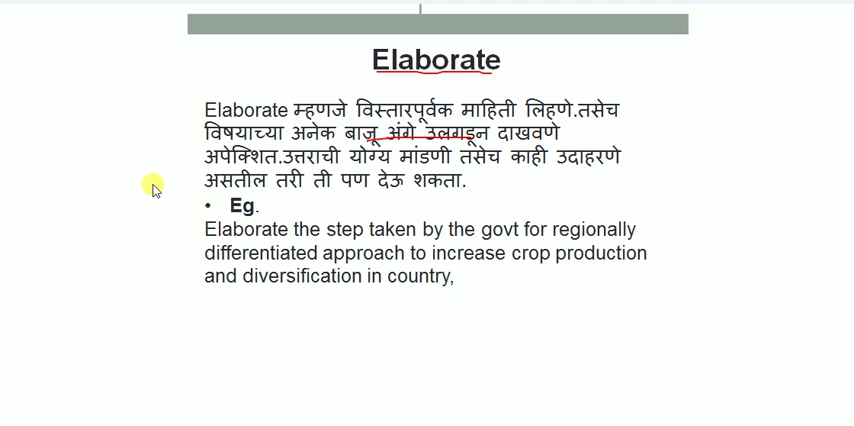 Elaborate
Elaborate म्हणजे विस्तारपूर्वक माहिती लिहणे.तसेच
विषयाच्या अनेक बाजू अंगे उलगडून दाखवणे
अपेक्शित.उत्तराची योग्य मांडणी तसेच काही उदाहरणे
असतील तरी ती पण देऊ शकता.
• Eg.
Elaborate the step taken by the govt for regionally
differentiated approach to increase crop production
and diversification in country,